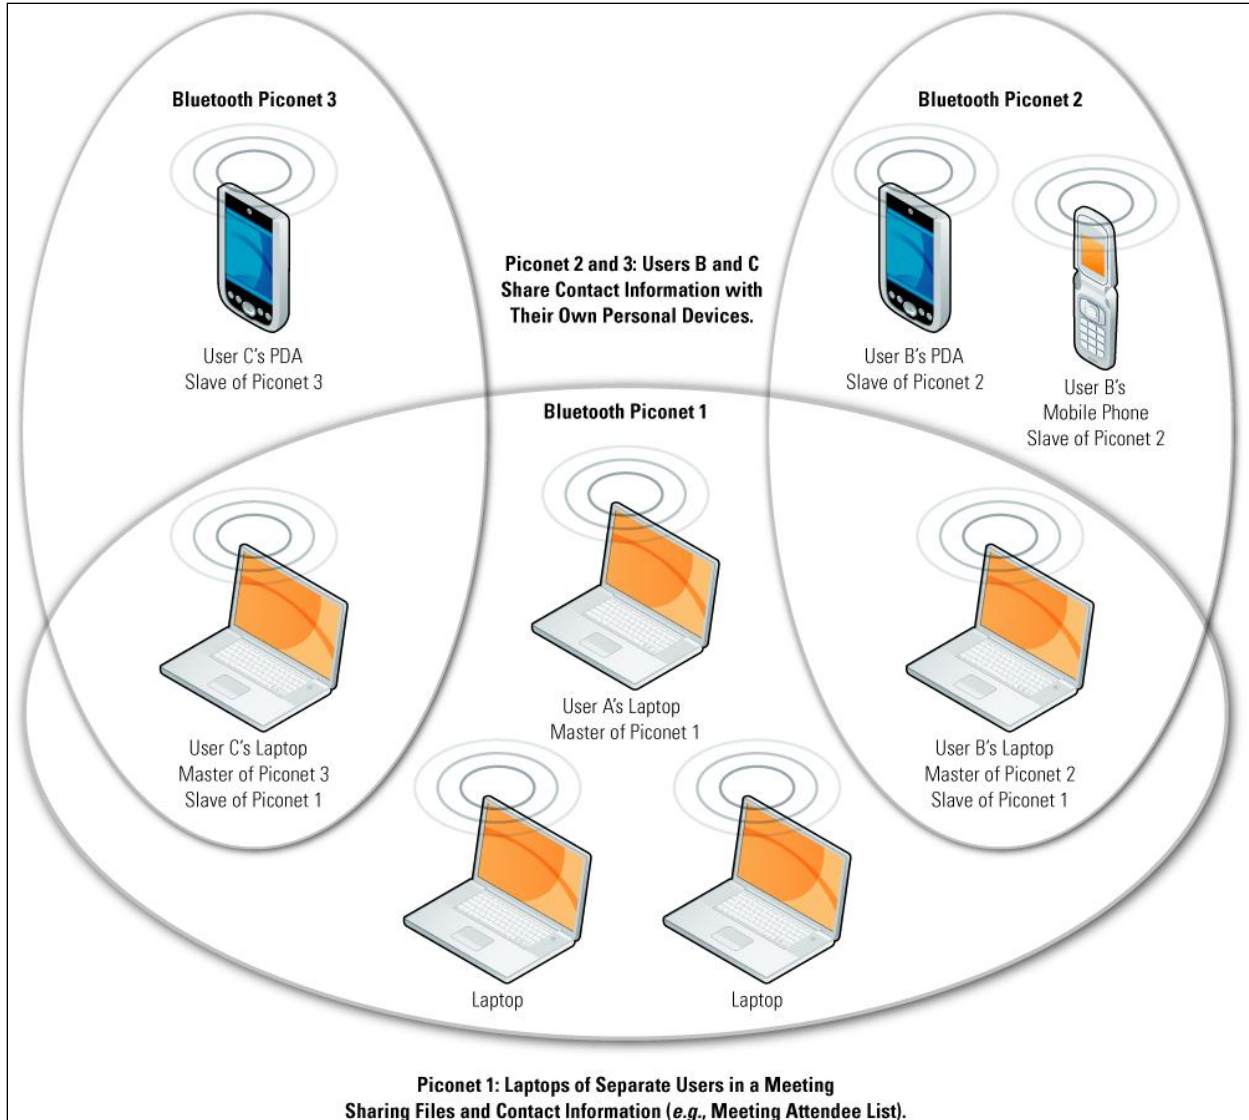 Bluetooth Piconet 3
Bluetooth Piconet 2
Piconet 2 and 3: Users B and C
Share Contact Information with
Their Own Personal Devices.
User C's PDA
Slave of Piconet 3
User B's PDA
Slave of Piconet 2
User B's
Mobile Phone
Slave of Piconet 2
Bluetooth Piconet 1
User A's Laptop
Master of Piconet 1
User C's Laptop
Master of Piconet 3
Slave of Piconet 1
User B's Laptop
Master of Piconet 2
Slave of Piconet 1
Laptop
Laptop
Piconet 1: Laptops of Separate Users in a Meeting
Sharing Files and Contact Information (e.g., Meeting Attendee List).